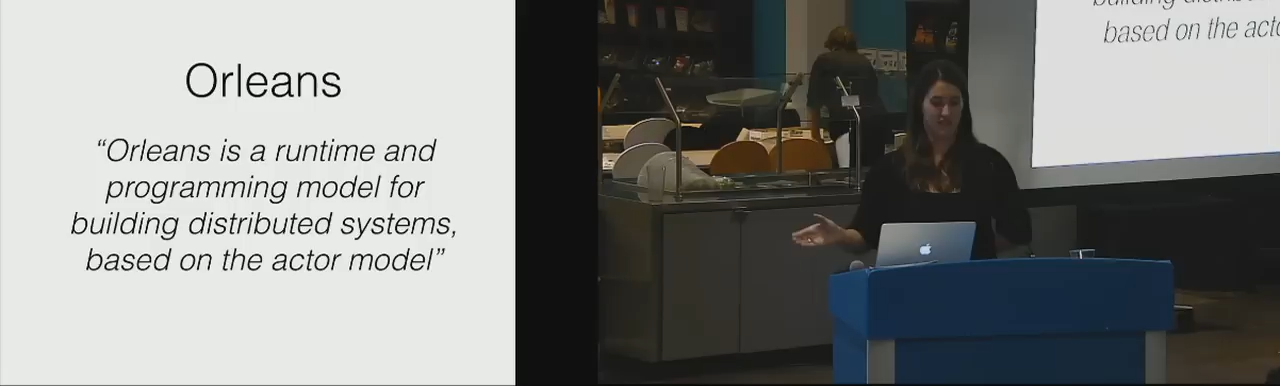 Orleans
“Orleans is a runtime and
programming model for
building distributed systems,
based on the actor model”
based on the acto